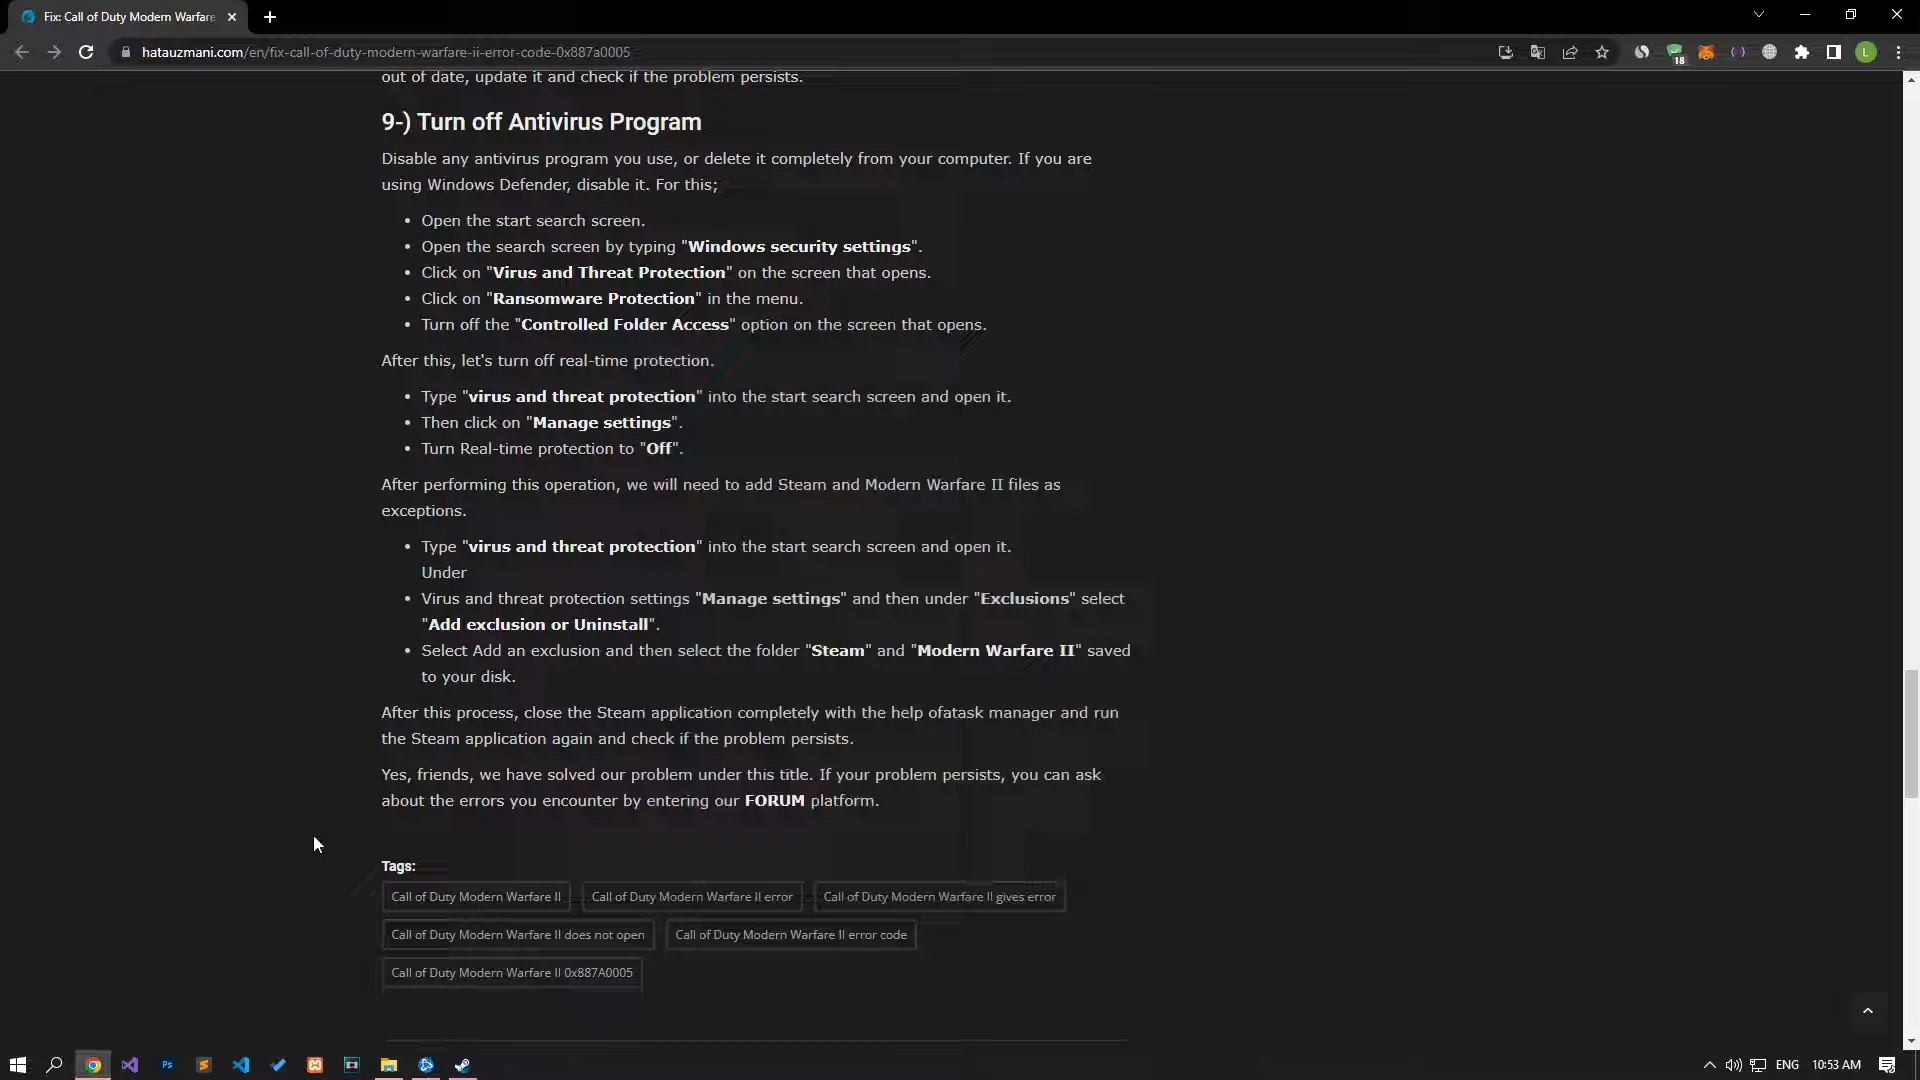 Fix: Call of Duty Modern Warfare
hatauzmani.com/en/fix-call-of-duty-modern-warfare-ii-error-code-0x887a0005
18
L
out of date, update it and check if the problem persists.
9-) Turn off Antivirus Program
Disable any antivirus program you use, or delete it completely from your computer. If you are
using Windows Defender, disable it. For this;
• Open the start search screen.
• Open the search screen by typing "Windows security settings".
• Click on "Virus and Threat Protection" on the screen that opens.
• Click on "Ransomware Protection" in the menu.
• Turn off the "Controlled Folder Access" option on the screen that opens.
After this, let's turn off real-time protection.
• Type "virus and threat protection" into the start search screen and open it.
• Then click on "Manage settings".
• Turn Real-time protection to "Off".
After performing this operation, we will need to add Steam and Modern Warfare II files as
exceptions.
• Type "virus and threat protection" into the start search screen and open it.
Under
• Virus and threat protection settings "Manage settings" and then under "Exclusions" select
"Add exclusion or Uninstall".
• Select Add an exclusion and then select the folder "Steam" and "Modern Warfare II" saved
to your disk.
After this process, close the Steam application completely with the help ofatask manager and run
the Steam application again and check if the problem persists.
Yes, friends, we have solved our problem under this title. If your problem persists, you can ask
about the errors you encounter by entering our FORUM platform.
Tags:
Call of Duty Modern Warfare II
Call of Duty Modern Warfare II error
Call of Duty Modern Warfare II gives error
Call of Duty Modern Warfare II does not open
Call of Duty Modern Warfare II error code
Call of Duty Modern Warfare II 0x887A0005
Ps
ENG
10:53 AM